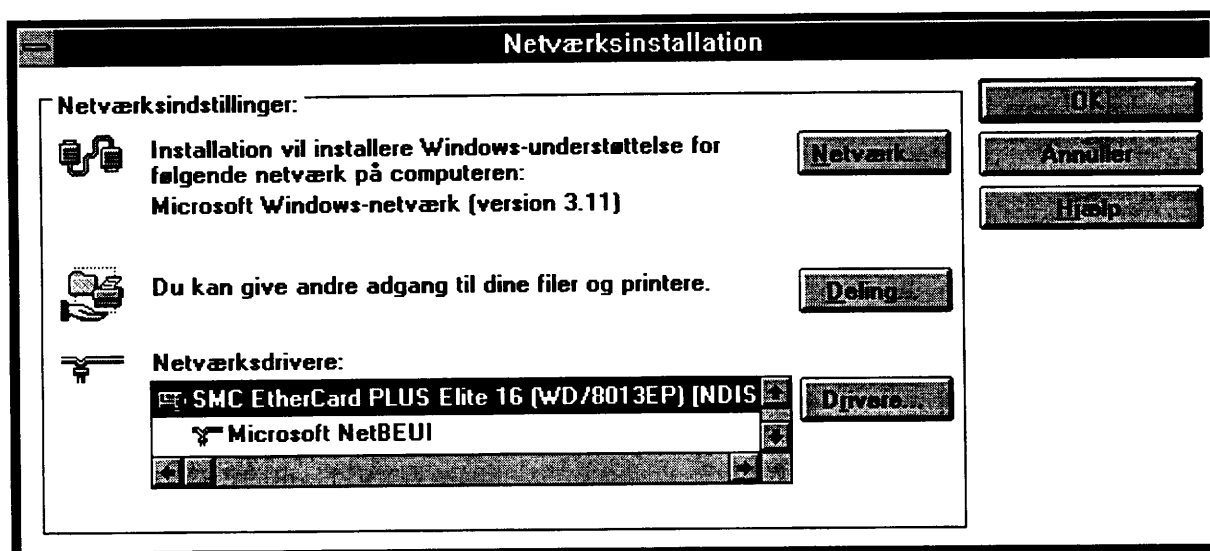 Netværksinstallation
Netværksindstillinger:
Installation vil installere Windows-understøttelse for
følgende netværk på computeren:
Microsoft Windows-netværk (version 3.11)
Netværk...
OK
Annuller
Hjælp
Du kan give andre adgang til dine filer og printere.
Deling...
Netværksdrivere:
SMC EtherCard PLUS Elite 16 (WD/8013EP) [NDIS
Microsoft NetBEUI
Drivere...